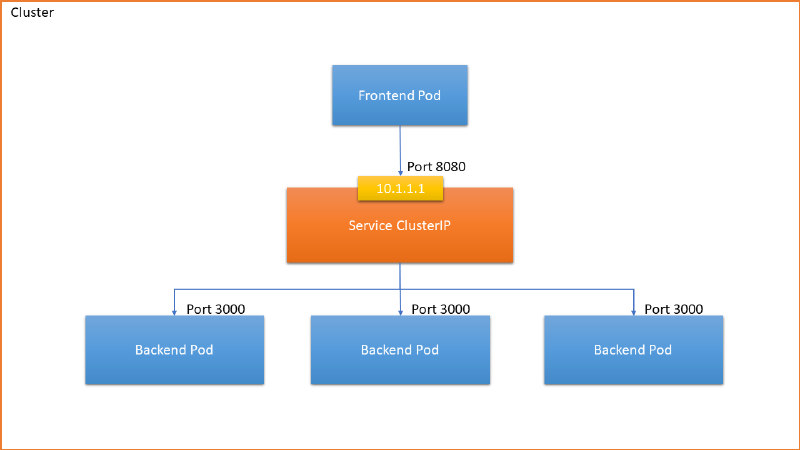 Cluster
Frontend Pod
Port 8080
10.1.1.1
Service ClusterIP
Port 3000
Port 3000
Port 3000
Backend Pod
Backend Pod
Backend Pod